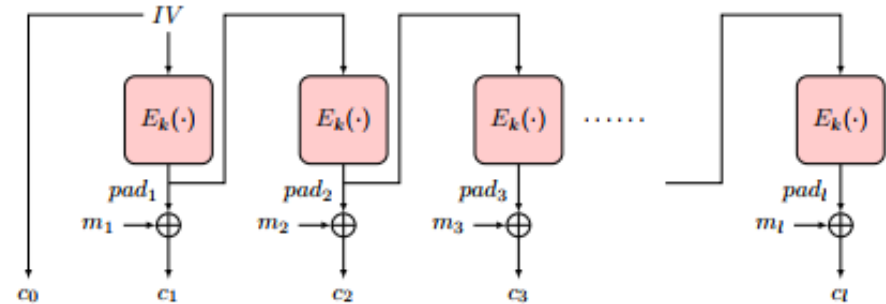 IV
E_k(·) E_k(·) E_k(·) ...... E_k(·)
pad_1 pad_2 pad_3 pad_l
m_1 m_2 m_3 m_l
c_0 c_1 c_2 c_3 c_l